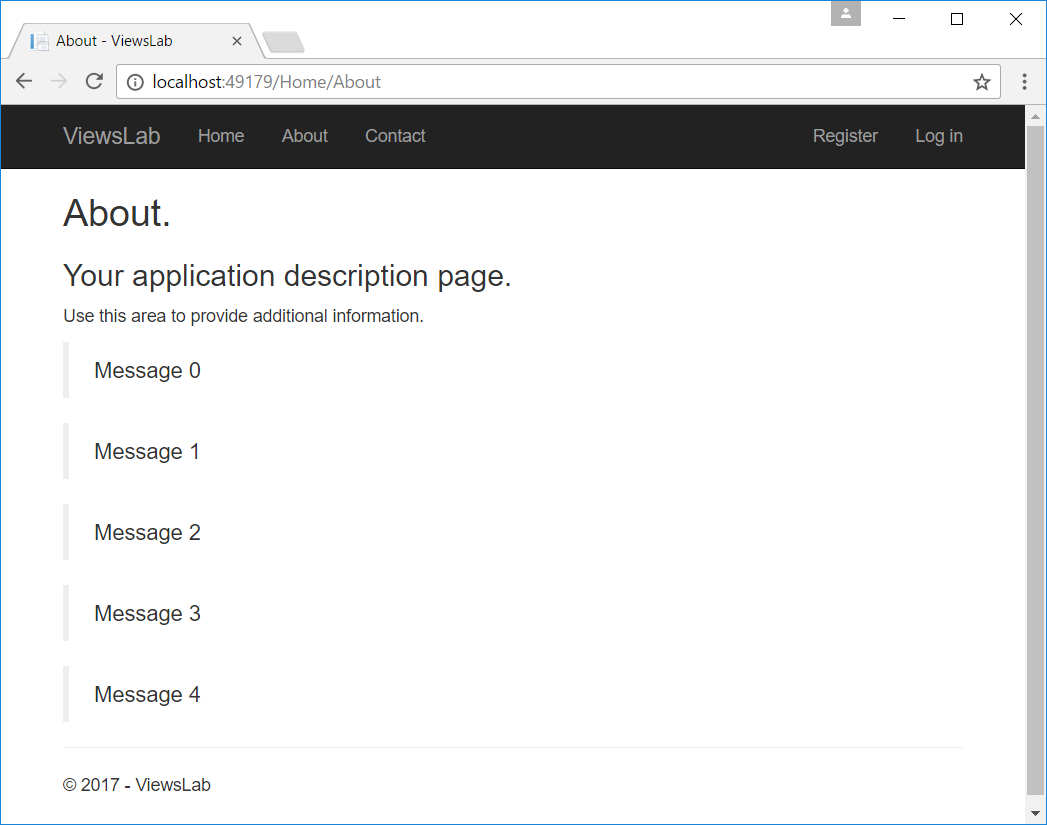 About - ViewsLab
localhost:49179/Home/About
ViewsLab Home About Contact Register Log in
About.
Your application description page.
Use this area to provide additional information.
Message 0
Message 1
Message 2
Message 3
Message 4
© 2017 - ViewsLab